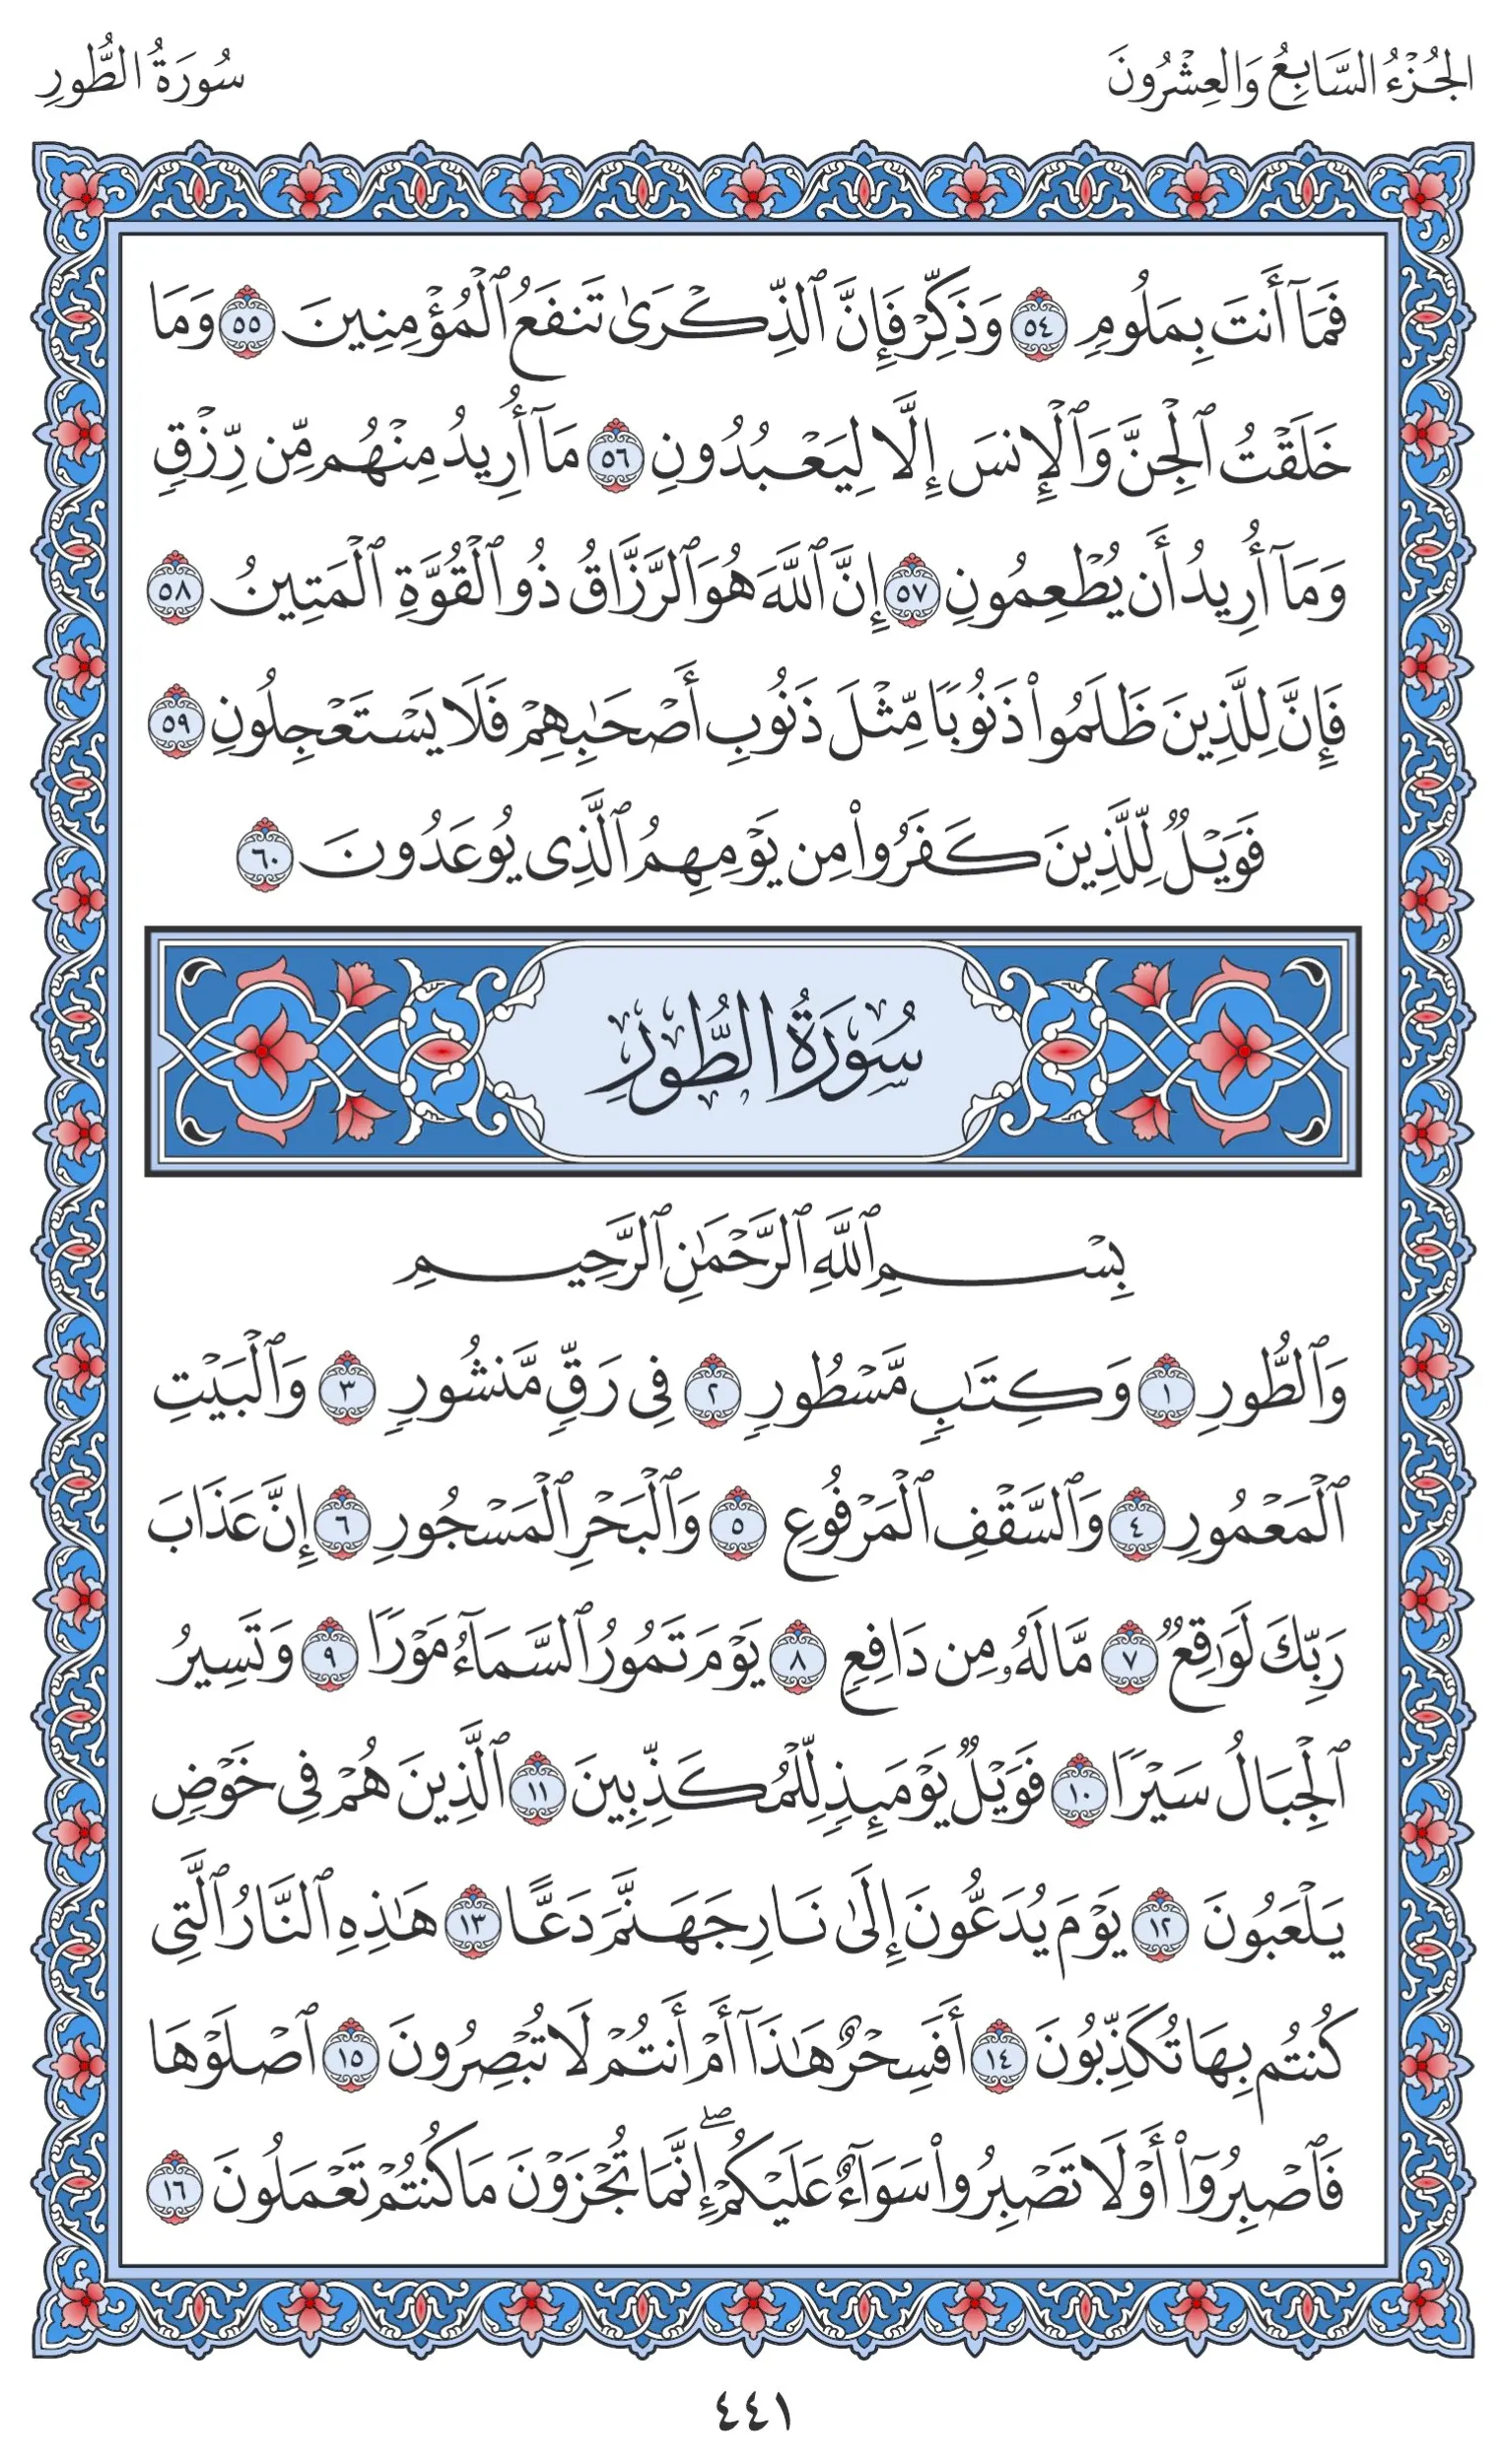 الجُزْءُ السَّابِعُ وَالعِشْرُونَ
سُورَةُ الطُّورِ
فَمَآ أَنتَ بِمَلُومٍ ٥٤ وَذَكِّرْ فَإِنَّ ٱلذِّكْرَىٰ تَنفَعُ ٱلْمُؤْمِنِينَ ٥٥ وَمَا
خَلَقْتُ ٱلْجِنَّ وَٱلْإِنسَ إِلَّا لِيَعْبُدُونِ ٥٦ مَآ أُرِيدُ مِنْهُم مِّن رِّزْقٍ
وَمَآ أُرِيدُ أَن يُطْعِمُونِ ٥٧ إِنَّ ٱللَّهَ هُوَ ٱلرَّزَّاقُ ذُو ٱلْقُوَّةِ ٱلْمَتِينُ ٥٨
فَإِنَّ لِلَّذِينَ ظَلَمُوا۟ ذَنُوبًا مِّثْلَ ذَنُوبِ أَصْحَـٰبِهِمْ فَلَا يَسْتَعْجِلُونِ ٥٩
فَوَيْلٌ لِّلَّذِينَ كَفَرُوا۟ مِن يَوْمِهِمُ ٱلَّذِى يُوعَدُونَ ٦٠
سُورَةُ الطُّورِ
بِسْمِ ٱللَّهِ ٱلرَّحْمَـٰنِ ٱلرَّحِيمِ
وَٱلطُّورِ ١ وَكِتَـٰبٍ مَّسْطُورٍ ٢ فِى رَقٍّ مَّنشُورٍ ٣ وَٱلْبَيْتِ
ٱلْمَعْمُورِ ٤ وَٱلسَّقْفِ ٱلْمَرْفُوعِ ٥ وَٱلْبَحْرِ ٱلْمَسْجُورِ ٦ إِنَّ عَذَابَ
رَبِّكَ لَوَٰقِعٌ ٧ مَّا لَهُۥ مِن دَافِعٍ ٨ يَوْمَ تَمُورُ ٱلسَّمَآءُ مَوْرًا ٩ وَتَسِيرُ
ٱلْجِبَالُ سَيْرًا ١٠ فَوَيْلٌ يَوْمَئِذٍ لِّلْمُكَذِّبِينَ ١١ ٱلَّذِينَ هُمْ فِى خَوْضٍ
يَلْعَبُونَ ١٢ يَوْمَ يُدَعُّونَ إِلَىٰ نَارِ جَهَنَّمَ دَعًّا ١٣ هَـٰذِهِ ٱلنَّارُ ٱلَّتِى
كُنتُم بِهَا تُكَذِّبُونَ ١٤ أَفَسِحْرٌ هَـٰذَآ أَمْ أَنتُمْ لَا تُبْصِرُونَ ١٥ ٱصْلَوْهَا
فَٱصْبِرُوٓا۟ أَوْ لَا تَصْبِرُوا۟ سَوَآءٌ عَلَيْكُمْ ۖ إِنَّمَا تُجْزَوْنَ مَا كُنتُمْ تَعْمَلُونَ ١٦
٤٤١